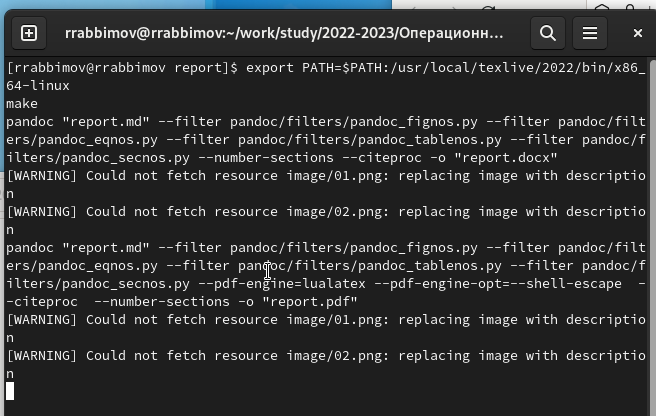 rrabbimov@rrabbimov:~/work/study/2022-2023/Операционн...
[rrabbimov@rrabbimov report]$ export PATH=$PATH:/usr/local/texlive/2022/bin/x86_
64-linux
make
pandoc "report.md" --filter pandoc/filters/pandoc_fignos.py --filter pandoc/filt
ers/pandoc_eqnos.py --filter pandoc/filters/pandoc_tablenos.py --filter pandoc/f
ilters/pandoc_secnos.py --number-sections --citeproc -o "report.docx"
[WARNING] Could not fetch resource image/01.png: replacing image with descriptio
n
[WARNING] Could not fetch resource image/02.png: replacing image with descriptio
n
pandoc "report.md" --filter pandoc/filters/pandoc_fignos.py --filter pandoc/filt
ers/pandoc_eqnos.py --filter pandoc/filters/pandoc_tablenos.py --filter pandoc/f
ilters/pandoc_secnos.py --pdf-engine=lualatex --pdf-engine-opt=--shell-escape  -
-citeproc  --number-sections -o "report.pdf"
[WARNING] Could not fetch resource image/01.png: replacing image with descriptio
n
[WARNING] Could not fetch resource image/02.png: replacing image with descriptio
n